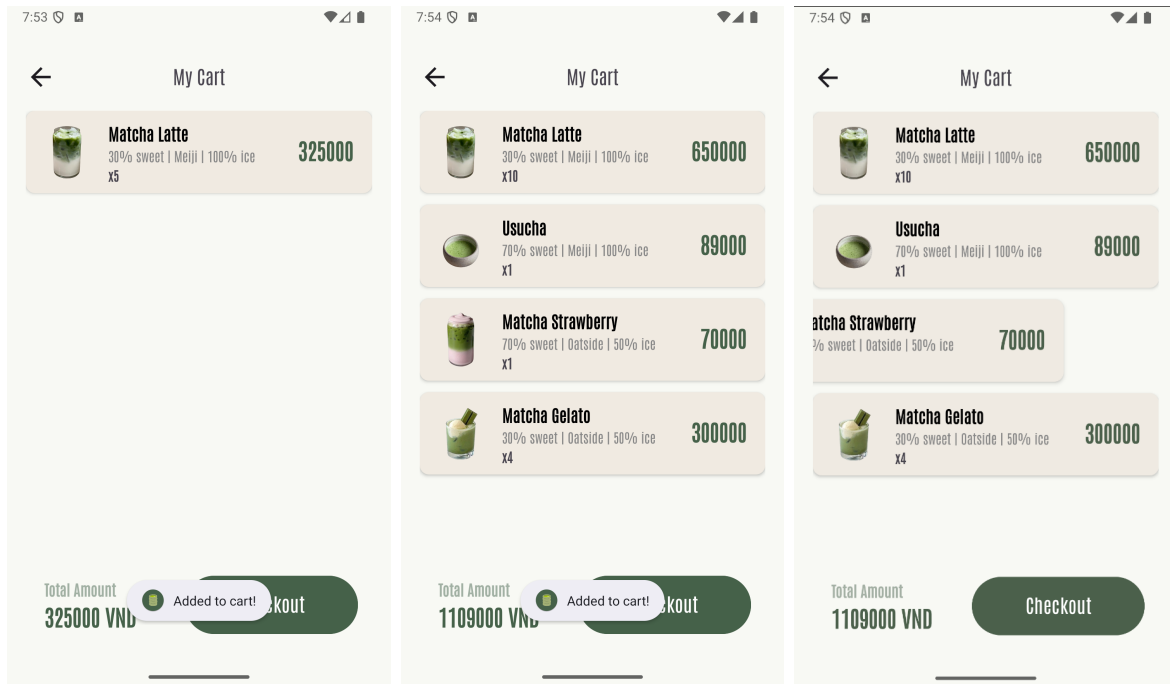 7:53
My Cart
Matcha Latte
30% sweet | Meiji | 100% ice
x5
325000
Total Amount
325000 VND
Added to cart!
ckout
7:54
My Cart
Matcha Latte
30% sweet | Meiji | 100% ice
x10
650000
Usucha
70% sweet | Meiji | 100% ice
x1
89000
Matcha Strawberry
70% sweet | Oatside | 50% ice
x1
70000
Matcha Gelato
30% sweet | Oatside | 50% ice
x4
300000
Total Amount
1109000 VND
Added to cart!
ckout
7:54
My Cart
Matcha Latte
30% sweet | Meiji | 100% ice
x10
650000
Usucha
70% sweet | Meiji | 100% ice
x1
89000
atcha Strawberry
% sweet | Oatside | 50% ice
70000
Matcha Gelato
30% sweet | Oatside | 50% ice
x4
300000
Total Amount
1109000 VND
Checkout